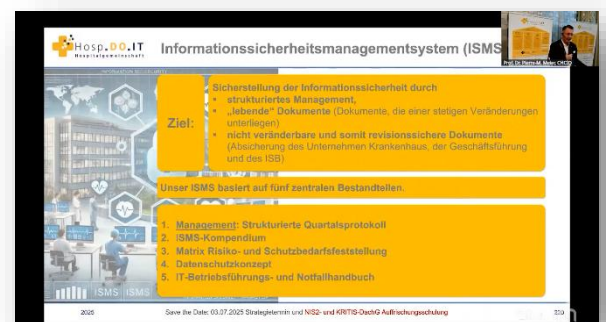 Hosp.DO.IT
Hospitalgemeinschaft
Informationssicherheitsmanagementsystem (ISMS
Prof. Dr. Pierre-M. Meier, CHCIO
Ziel:
Sicherstellung der Informationssicherheit durch
▪ strukturiertes Management,
▪ „lebende“ Dokumente (Dokumente, die einer stetigen Veränderungen
unterliegen)
▪ nicht veränderbare und somit revisionssichere Dokumente
(Absicherung des Unternehmen Krankenhaus, der Geschäftsführung
und des ISB)
Unser ISMS basiert auf fünf zentralen Bestandteilen.
1. Management: Strukturierte Quartalsprotokoll
2. ISMS-Kompendium
3. Matrix Risiko- und Schutzbedarfsfeststellung
4. Datenschutzkonzept
5. IT-Betriebsführungs- und Notfallhandbuch
ISMS ISMS
2025
Save the Date: 03.07.2025 Strategietermin und NIS2- und KRITIS-DachG Auffrischungsschulung